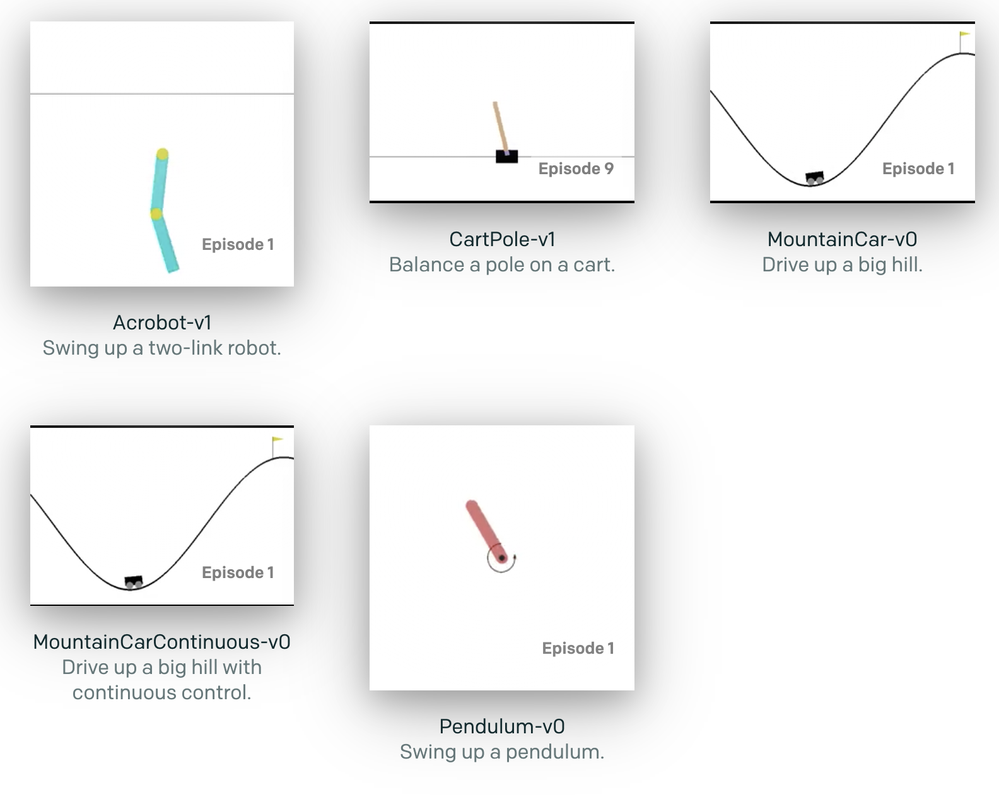 Episode 1
Acrobot-v1
Swing up a two-link robot.
Episode 9
CartPole-v1
Balance a pole on a cart.
Episode 1
MountainCar-v0
Drive up a big hill.
Episode 1
MountainCarContinuous-v0
Drive up a big hill with
continuous control.
Episode 1
Pendulum-v0
Swing up a pendulum.